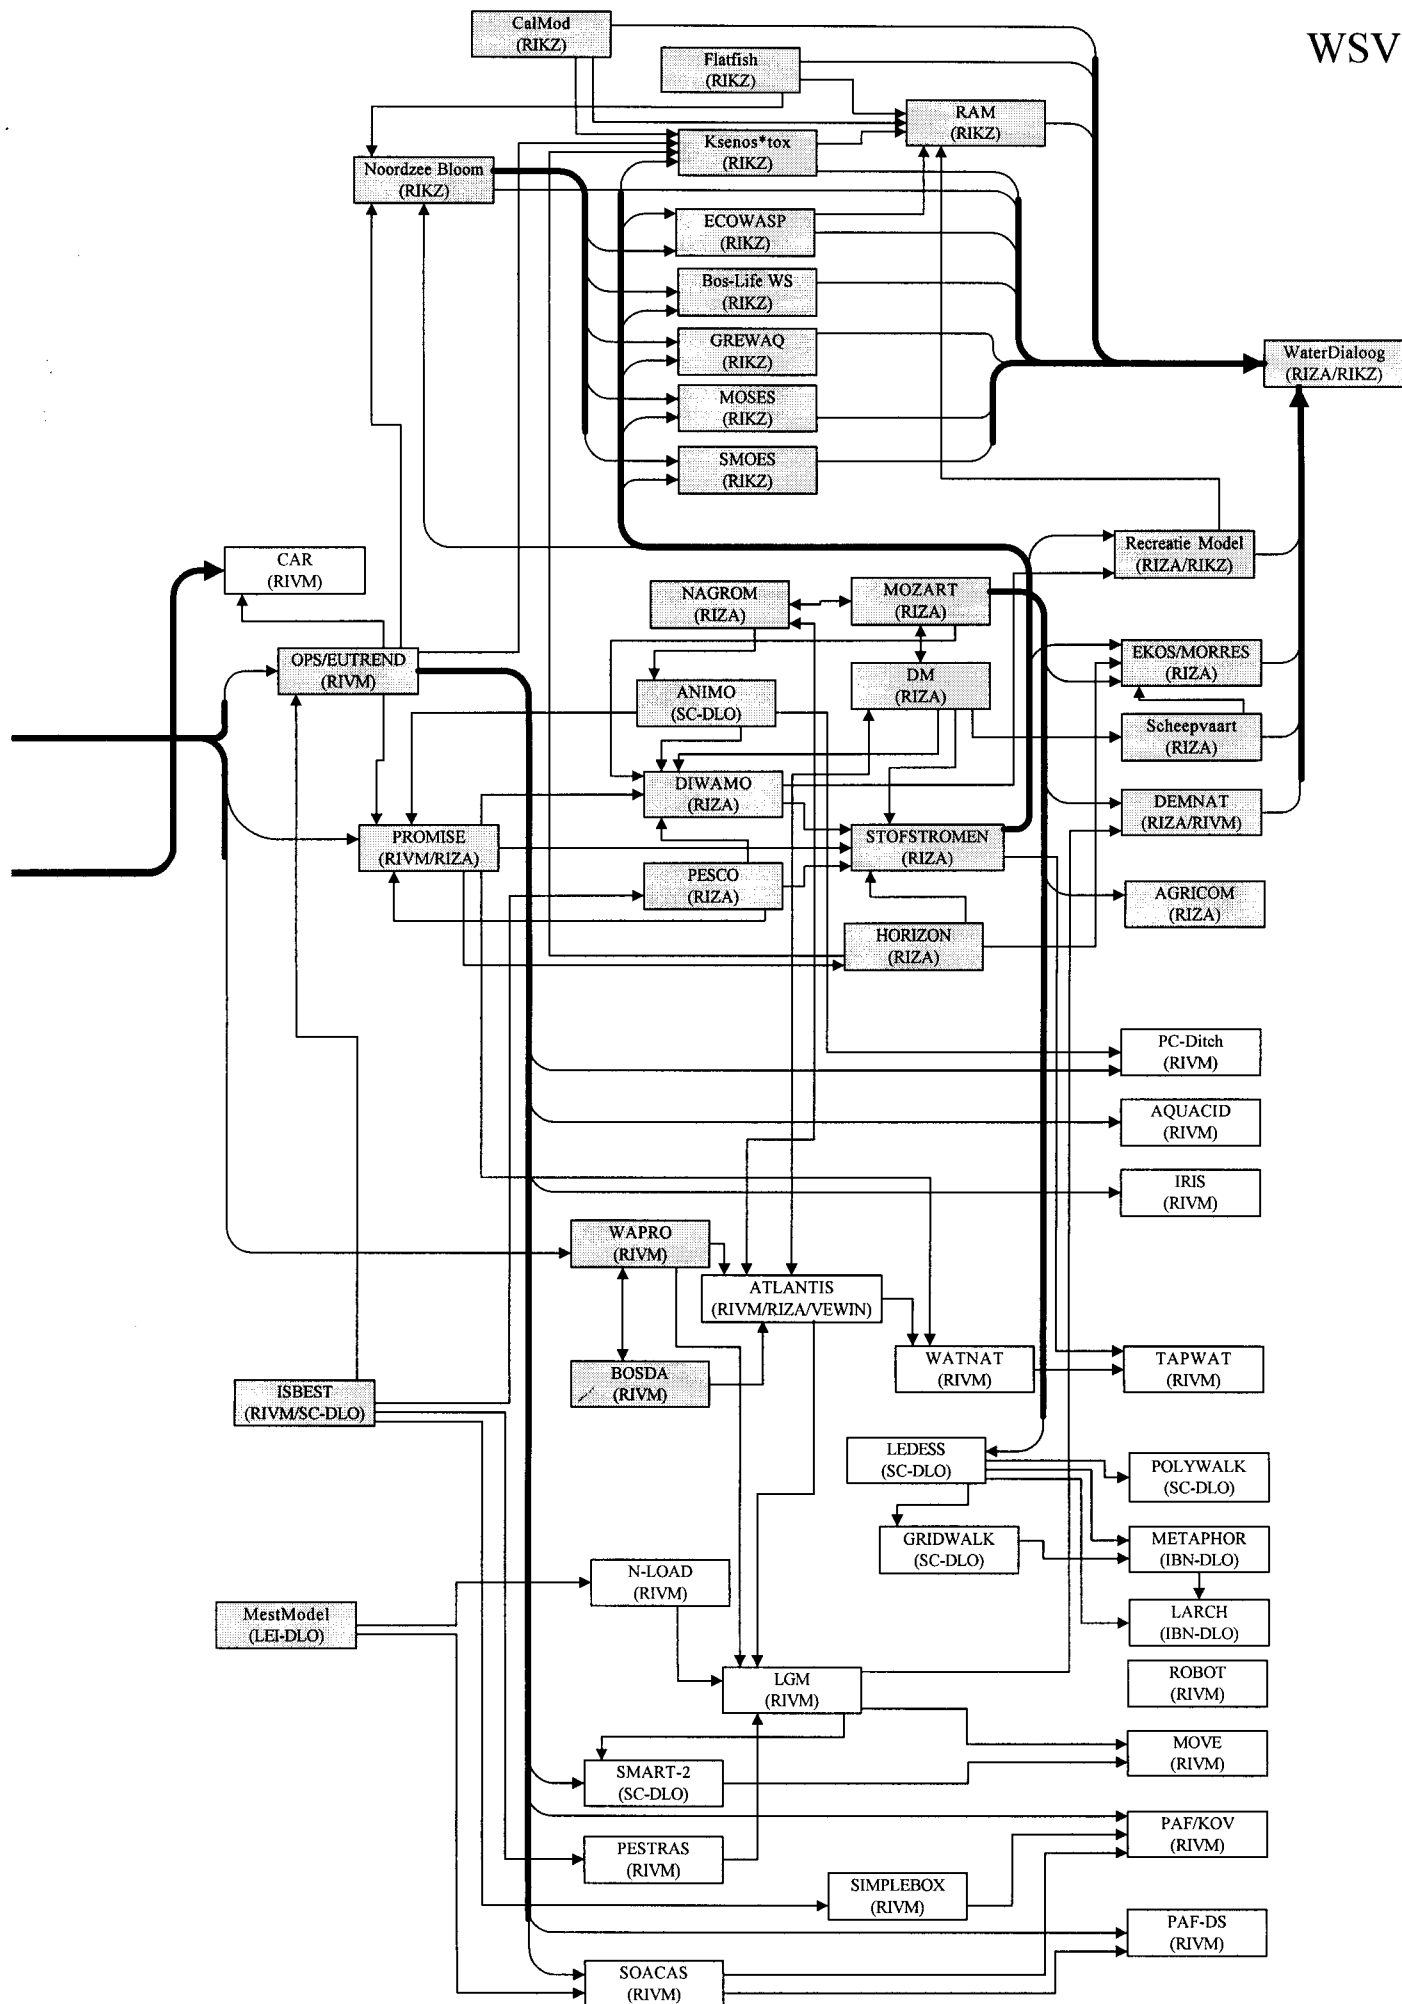 WSV
CalMod
(RIKZ)
Flatfish
(RIKZ)
RAM
(RIKZ)
Ksenos*tox
(RIKZ)
Noordzee Bloom
(RIKZ)
ECOWASP
(RIKZ)
Bos-Life WS
(RIKZ)
GREWAQ
(RIKZ)
WaterDialoog
(RIZA/RIKZ)
MOSES
(RIKZ)
SMOES
(RIKZ)
CAR
(RIVM)
Recreatie Model
(RIZA/RIKZ)
NAGROM
(RIZA)
MOZART
(RIZA)
OPS/EUTREND
(RIVM)
EKOS/MORRES
(RIZA)
DM
(RIZA)
ANIMO
(SC-DLO)
Scheepvaart
(RIZA)
DIWAMO
(RIZA)
DEMNAT
(RIZA/RIVM)
PROMISE
(RIVM/RIZA)
STOFSTROMEN
(RIZA)
PESCO
(RIZA)
AGRICOM
(RIZA)
HORIZON
(RIZA)
PC-Ditch
(RIVM)
AQUACID
(RIVM)
IRIS
(RIVM)
WAPRO
(RIVM)
ATLANTIS
(RIVM/RIZA/VEWIN)
WATNAT
(RIVM)
TAPWAT
(RIVM)
BOSDA
(RIVM)
ISBEST
(RIVM/SC-DLO)
LEDESS
(SC-DLO)
POLYWALK
(SC-DLO)
GRIDWALK
(SC-DLO)
METAPHOR
(IBN-DLO)
N-LOAD
(RIVM)
MestModel
(LEI-DLO)
LARCH
(IBN-DLO)
LGM
(RIVM)
ROBOT
(RIVM)
MOVE
(RIVM)
SMART-2
(SC-DLO)
PAF/KOV
(RIVM)
PESTRAS
(RIVM)
SIMPLEBOX
(RIVM)
PAF-DS
(RIVM)
SOACAS
(RIVM)